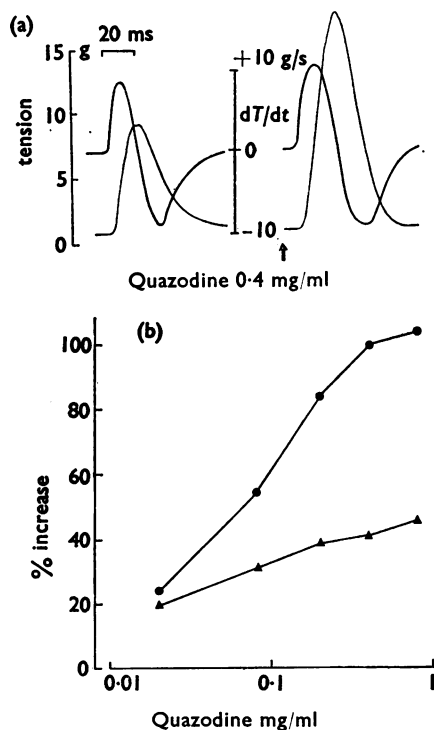 (a)
20 ms
g
15
10
5
0
tension
+10 g/s
dT/dt
0
-10
Quazodine 0·4 mg/ml
(b)
100
80
60
40
20
0
% increase
0·01
0·1
1
Quazodine mg/ml